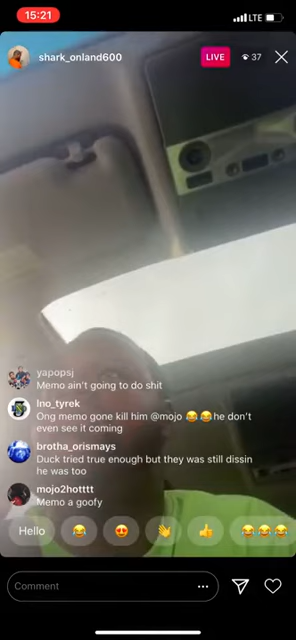 15:21
LTE
shark_onland600
LIVE
37
yapopsj
Memo ain't going to do shit
Ino_tyrek
Ong memo gone kill him @mojo 😂😂 he don't
even see it coming
brotha_orismays
Duck tried true enough but they was still dissin
he was too
mojo2hotttt
Memo a goofy
Hello 😂 😍 👏 👍 😂😂😂
Comment